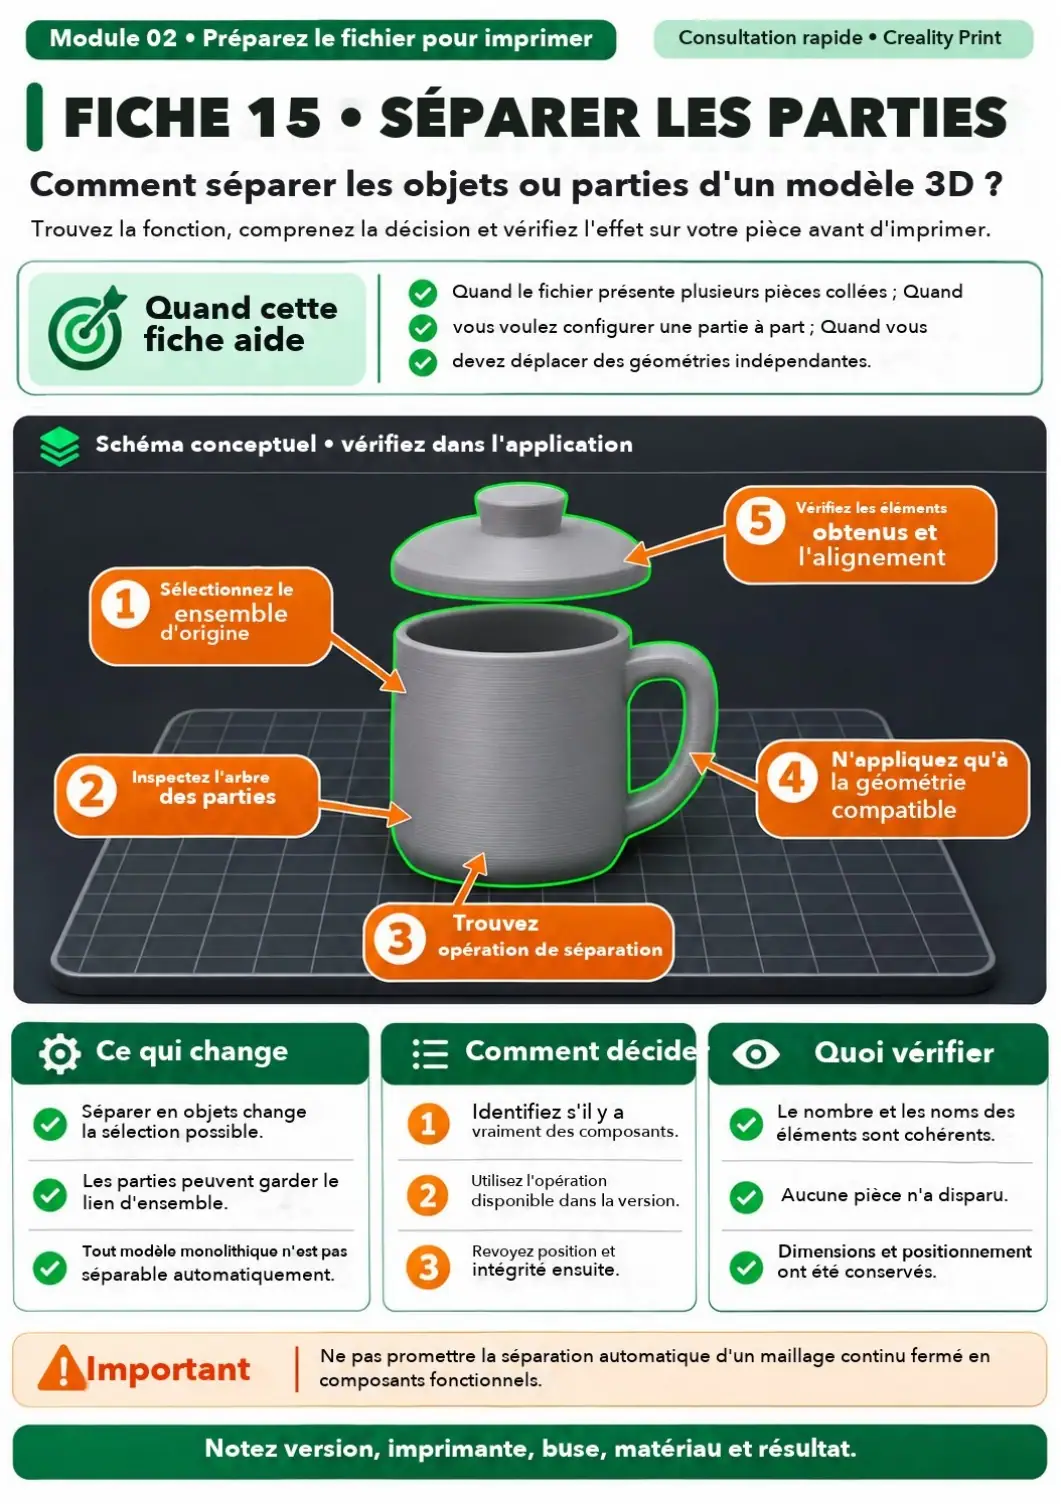 Module 02 • Préparez le fichier pour imprimer
Consultation rapide • Creality Print
FICHE 15 • SÉPARER LES PARTIES
Comment séparer les objets ou parties d'un modèle 3D ?
Trouvez la fonction, comprenez la décision et vérifiez l'effet sur votre pièce avant d'imprimer.
Quand cette
fiche aide
Quand le fichier présente plusieurs pièces collées ; Quand
vous voulez configurer une partie à part ; Quand vous
devez déplacer des géométries indépendantes.
Schéma conceptuel • vérifiez dans l'application
1
Sélectionnez le
ensemble
d'origine
2
Inspectez l'arbre
des parties
3
Trouvez
opération de séparation
4
N'appliquez qu'à
la géométrie
compatible
5
Vérifiez les éléments
obtenus et
l'alignement
Ce qui change
Séparer en objets change
la sélection possible.
Les parties peuvent garder le
lien d'ensemble.
Tout modèle monolithique n'est pas
séparable automatiquement.
Comment décider
1
Identifiez s'il y a
vraiment des composants.
2
Utilisez l'opération
disponible dans la version.
3
Revoyez position et
intégrité ensuite.
Quoi vérifier
Le nombre et les noms des
éléments sont cohérents.
Aucune pièce n'a disparu.
Dimensions et positionnement
ont été conservés.
Important
Ne pas promettre la séparation automatique d'un maillage continu fermé en
composants fonctionnels.
Notez version, imprimante, buse, matériau et résultat.